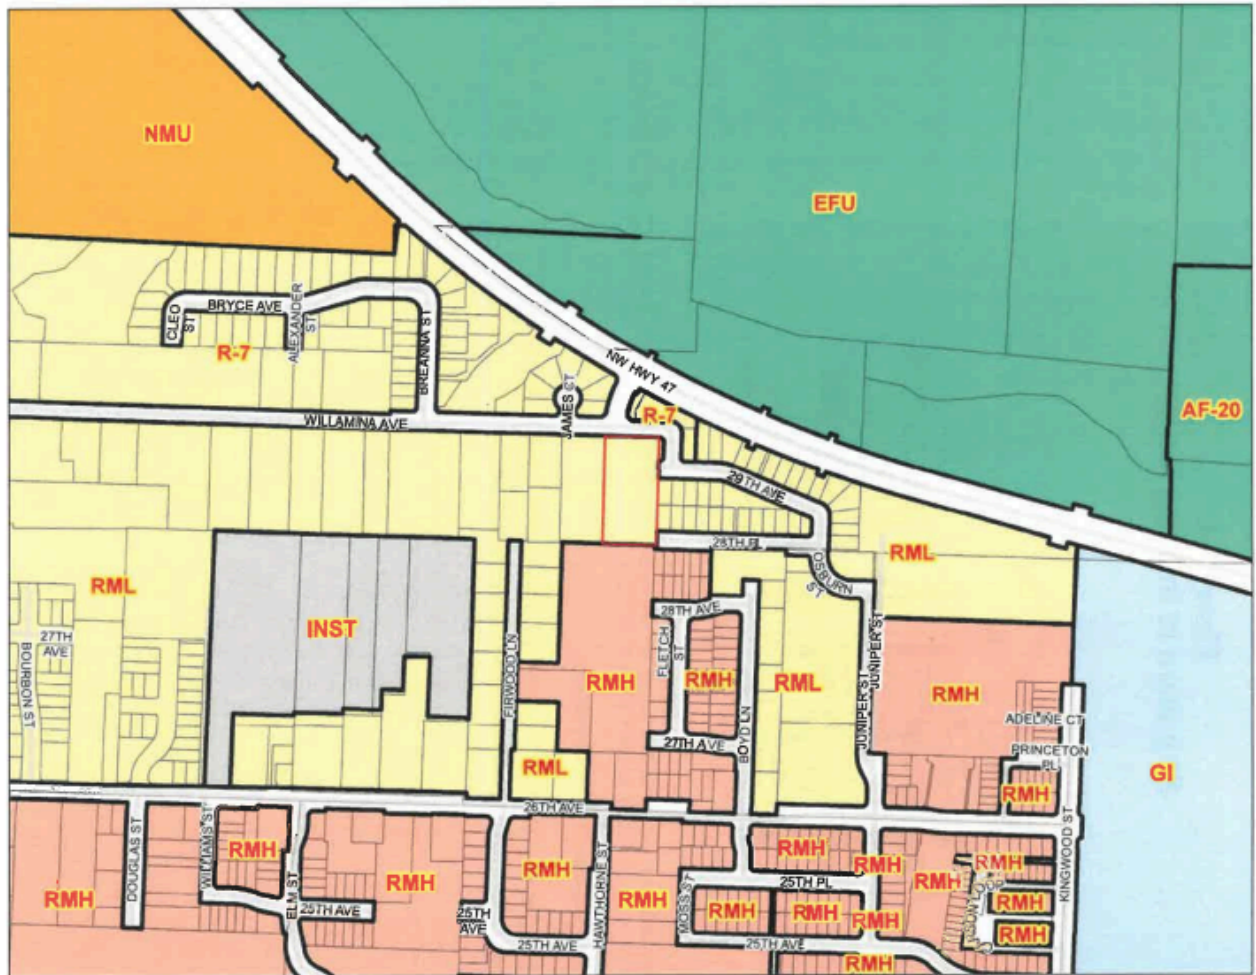 NMU
EFU
BRYCE AVE
CLEO
ST
ALEXANDER
ST
BREANNA ST
R-7
NW HWY 47
JAMES CT
R-7
AF-20
WILLAMINA AVE
29TH AVE
28TH PL
OSBURN
ST
RML
RML
INST
27TH
AVE
BOURBON ST
FIRWOOD LN
28TH AVE
FLETCH
ST
RMH
RMH
BOYD LN
RML
JUNIPER ST
JUNIPER ST
RMH
ADELINE CT
PRINCETON
PL
27TH AVE
RML
GI
RMH
26TH AVE
DOUGLAS ST
WILLIAMS ST
RMH
ELM ST
RMH
RMH
HAWTHORNE ST
RMH
RMH
RMH
RMH
KINGWOOD ST
RMH
RMH
25TH PL
MOSS ST
25TH AVE
25TH
AVE
RMH
RMH
RMH
RMH
RMH
25TH AVE
25TH AVE
RMH